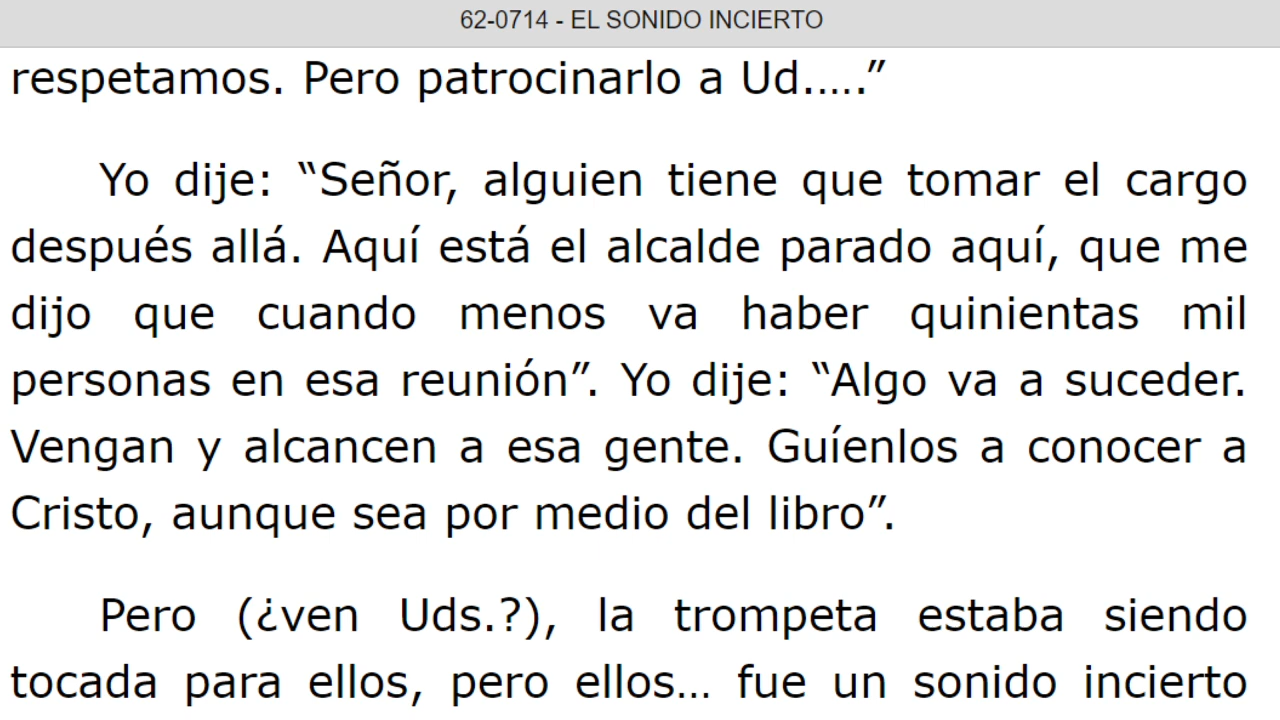 62-0714 - EL SONIDO INCIERTO
respetamos. Pero patrocinarlo a Ud.….”
Yo dije: “Señor, alguien tiene que tomar el cargo
después allá. Aquí está el alcalde parado aquí, que me
dijo que cuando menos va haber quinientas mil
personas en esa reunión”. Yo dije: “Algo va a suceder.
Vengan y alcancen a esa gente. Guíenlos a conocer a
Cristo, aunque sea por medio del libro”.
Pero (¿ven Uds.?), la trompeta estaba siendo
tocada para ellos, pero ellos… fue un sonido incierto